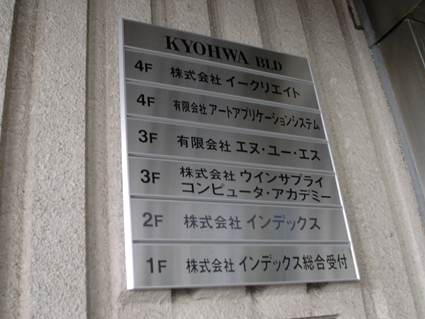 KYOHWA BLD
4F 株式会社 イークリエイト
4F 有限会社 アートアプリケーションシステム
3F 有限会社 エヌ・ユー・エス
3F 株式会社 ウインサプライ
コンピュータ・アカデミー
2F 株式会社 インデックス
1F 株式会社 インデックス総合受付